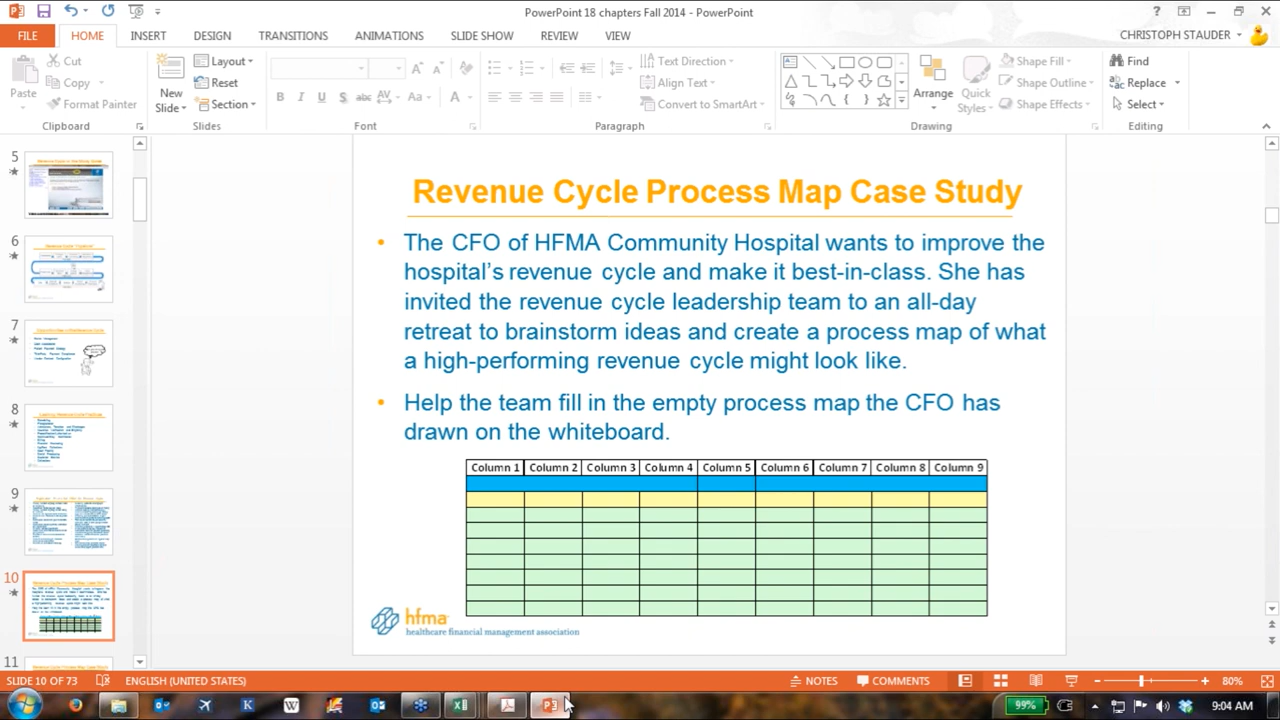 PowerPoint 18 chapters Fall 2014 - PowerPoint
FILE HOME INSERT DESIGN TRANSITIONS ANIMATIONS SLIDE SHOW REVIEW VIEW CHRISTOPH STAUDER
Paste
Cut
Copy
Format Painter
Clipboard
New
Slide
Layout
Reset
Section
Slides
Font
Text Direction
Align Text
Convert to SmartArt
Paragraph
Arrange
Quick
Styles
Shape Fill
Shape Outline
Shape Effects
Drawing
Find
Replace
Select
Editing
5
6
7
8
9
10
11
Revenue Cycle Process Map Case Study
• The CFO of HFMA Community Hospital wants to improve the
hospital's revenue cycle and make it best-in-class. She has
invited the revenue cycle leadership team to an all-day
retreat to brainstorm ideas and create a process map of what
a high-performing revenue cycle might look like.
• Help the team fill in the empty process map the CFO has
drawn on the whiteboard.
Column 1 Column 2 Column 3 Column 4 Column 5 Column 6 Column 7 Column 8 Column 9
hfma
healthcare financial management association
SLIDE 10 OF 73 ENGLISH (UNITED STATES) NOTES COMMENTS 80%
99% 9:04 AM